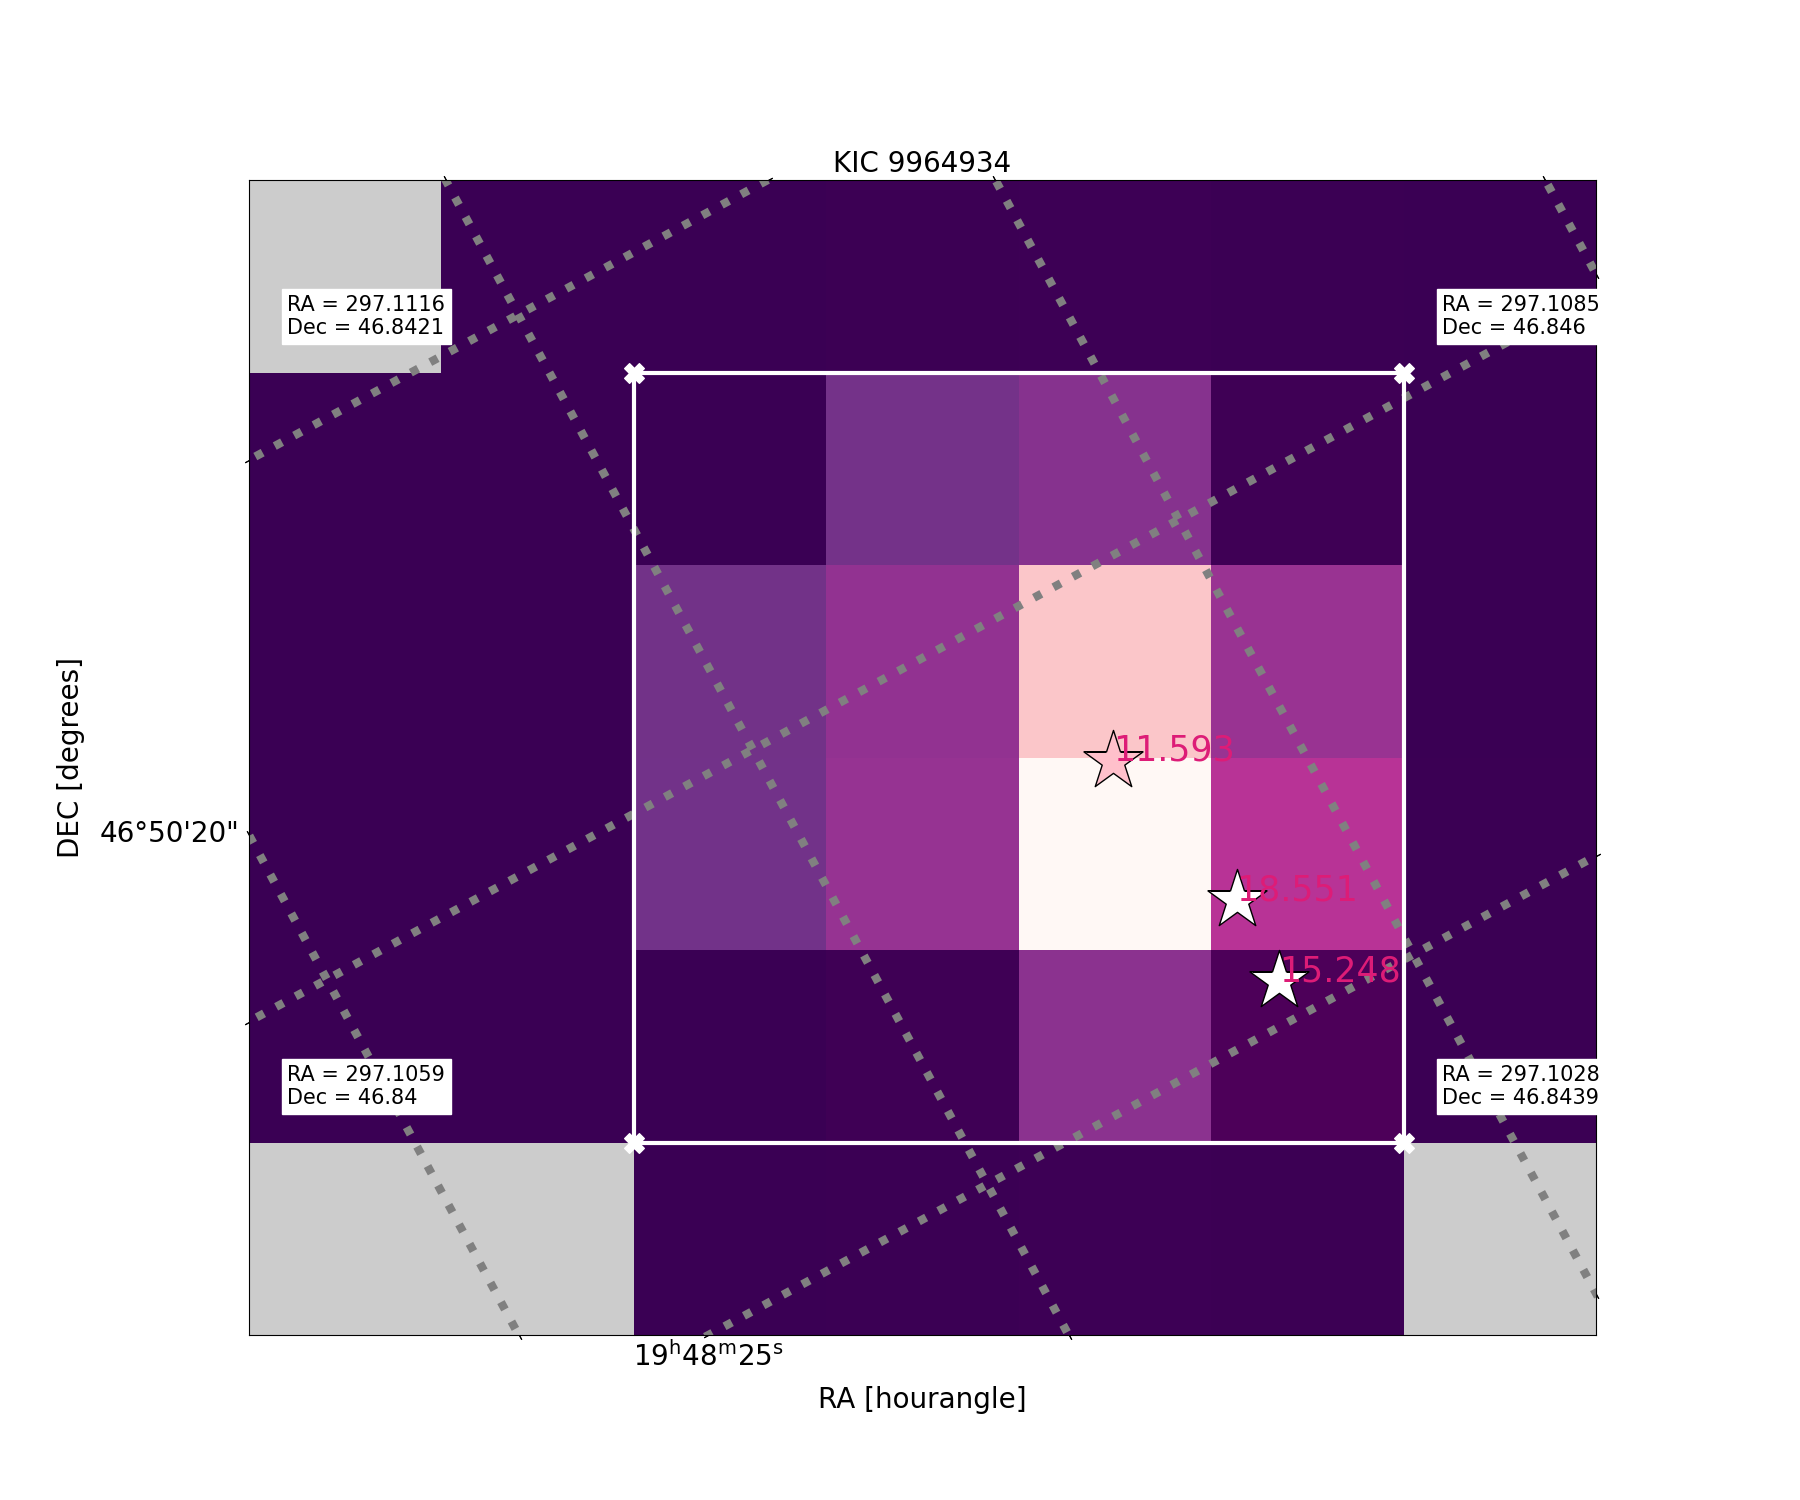 KIC 9964934
RA = 297.1116
Dec = 46.8421
RA = 297.1085
Dec = 46.846
11.593
DEC [degrees]
46°50'20"
18.551
15.248
RA = 297.1059
Dec = 46.84
RA = 297.1028
Dec = 46.8439
19ʰ48ᵐ25ˢ
RA [hourangle]